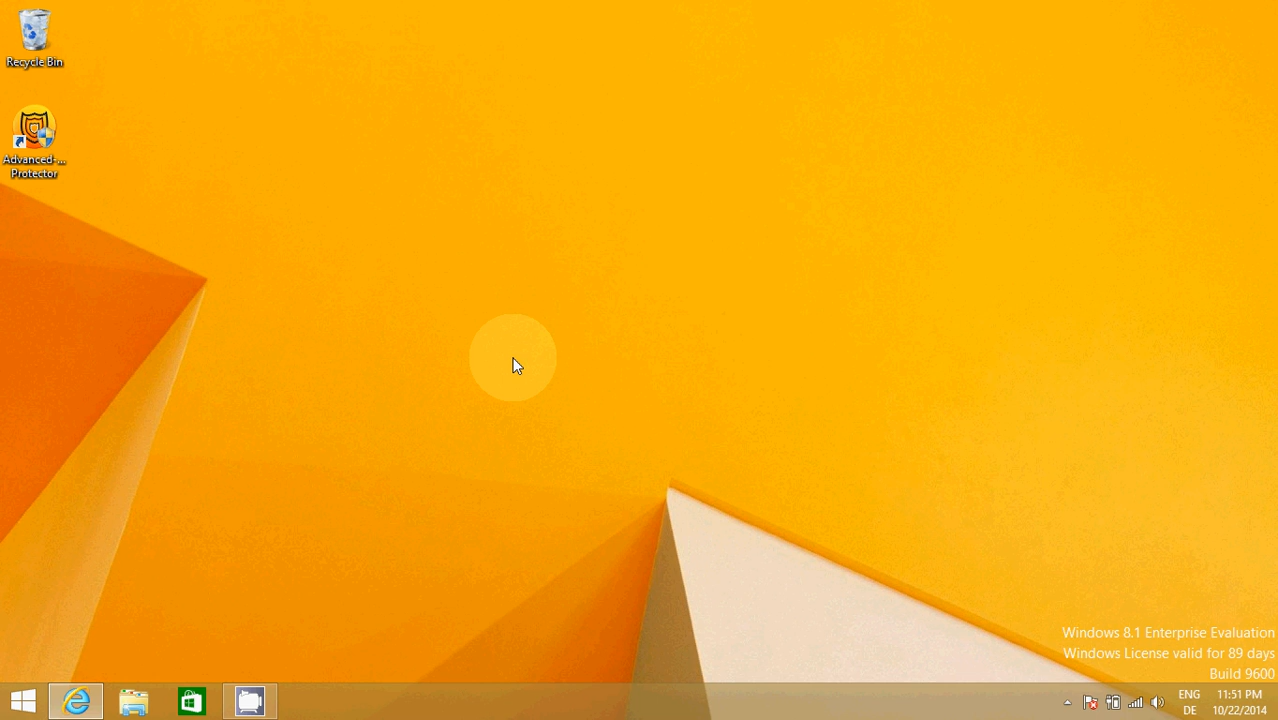 Recycle Bin
Advanced-...
Protector
Windows 8.1 Enterprise Evaluation
Windows License valid for 89 days
Build 9600
ENG
DE
11:51 PM
10/22/2014